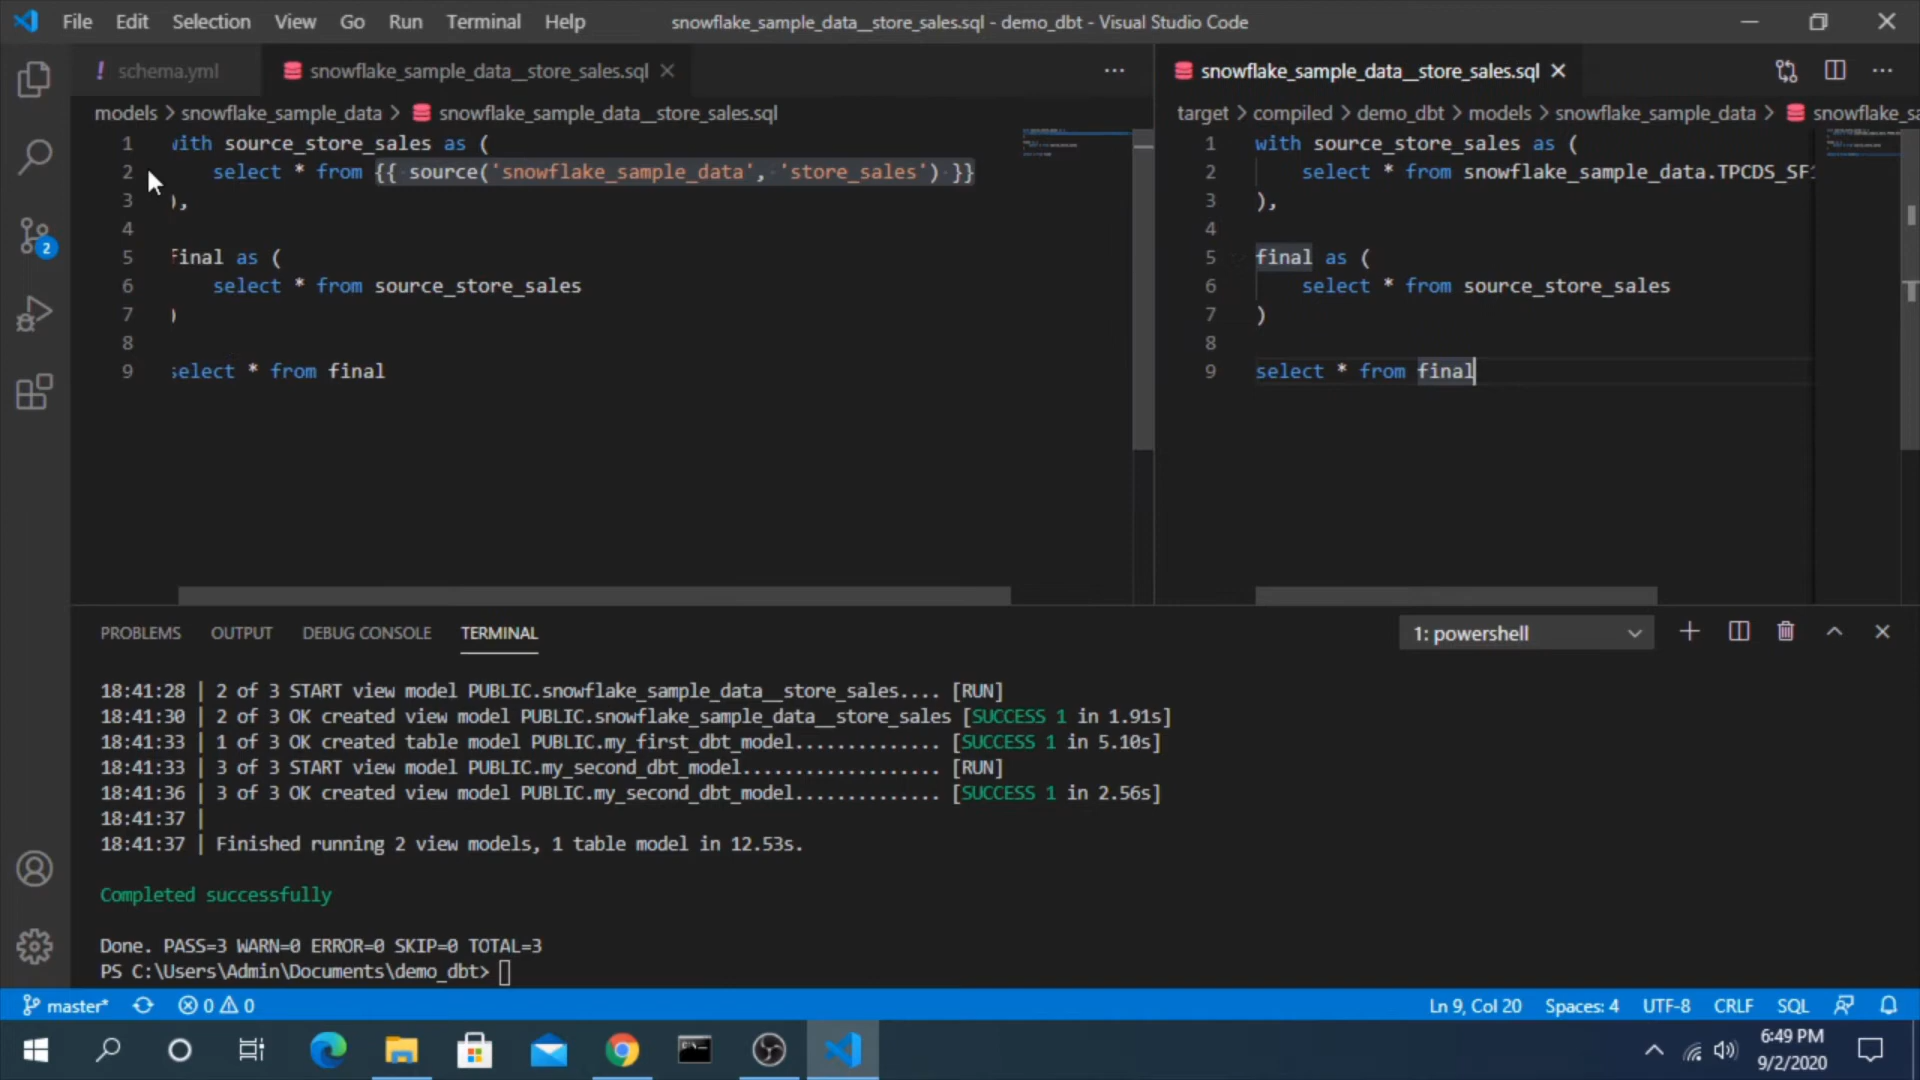 File Edit Selection View Go Run Terminal Help
snowflake_sample_data__store_sales.sql - demo_dbt - Visual Studio Code
! schema.yml
snowflake_sample_data__store_sales.sql
models > snowflake_sample_data > snowflake_sample_data__store_sales.sql
1 with source_store_sales as (
2 select * from {{ source('snowflake_sample_data', 'store_sales') }}
3 ),
4
5 final as (
6 select * from source_store_sales
7 )
8
9 select * from final
snowflake_sample_data__store_sales.sql
target > compiled > demo_dbt > models > snowflake_sample_data > snowflake_sa
1 with source_store_sales as (
2 select * from snowflake_sample_data.TPCDS_SF1
3 ),
4
5 final as (
6 select * from source_store_sales
7 )
8
9 select * from final
2
PROBLEMS OUTPUT DEBUG CONSOLE TERMINAL
1: powershell
18:41:28 | 2 of 3 START view model PUBLIC.snowflake_sample_data__store_sales.... [RUN]
18:41:30 | 2 of 3 OK created view model PUBLIC.snowflake_sample_data__store_sales [SUCCESS 1 in 1.91s]
18:41:33 | 1 of 3 OK created table model PUBLIC.my_first_dbt_model.............. [SUCCESS 1 in 5.10s]
18:41:33 | 3 of 3 START view model PUBLIC.my_second_dbt_model................... [RUN]
18:41:36 | 3 of 3 OK created view model PUBLIC.my_second_dbt_model.............. [SUCCESS 1 in 2.56s]
18:41:37 |
18:41:37 | Finished running 2 view models, 1 table model in 12.53s.
Completed successfully
Done. PASS=3 WARN=0 ERROR=0 SKIP=0 TOTAL=3
PS C:\Users\Admin\Documents\demo_dbt>
master* 0 0
Ln 9, Col 20 Spaces: 4 UTF-8 CRLF SQL
6:49 PM
9/2/2020